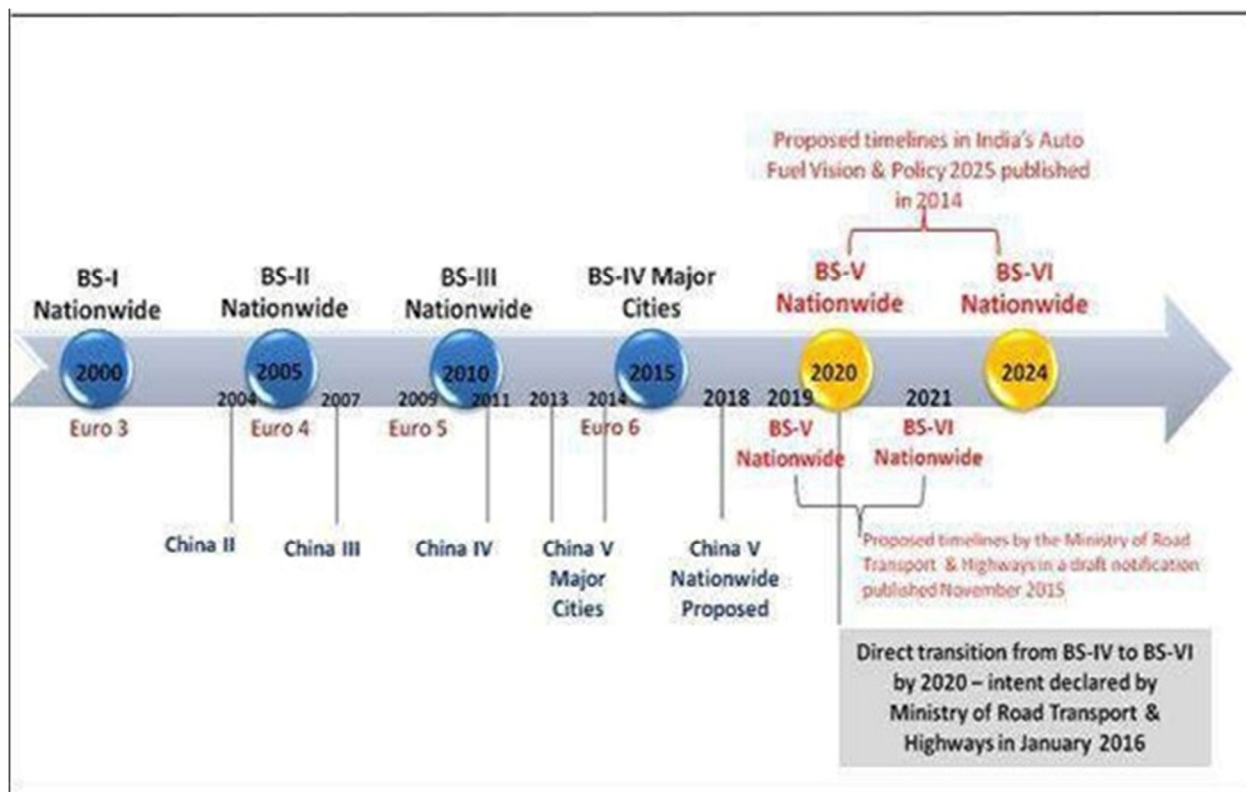 Proposed timelines in India's Auto
Fuel Vision & Policy 2025 published
in 2014
BS-I
Nationwide
BS-II
Nationwide
BS-III
Nationwide
BS-IV Major
Cities
BS-V
Nationwide
BS-VI
Nationwide
2000
2005
2010
2015
2020
2024
2004
2007
2009
2011
2013
2014
2018
2019
2021
Euro 3
Euro 4
Euro 5
Euro 6
BS-V
Nationwide
BS-VI
Nationwide
China II
China III
China IV
China V
Major
Cities
China V
Nationwide
Proposed
Proposed timelines by the Ministry of Road
Transport & Highways in a draft notification
published November 2015
Direct transition from BS-IV to BS-VI
by 2020 – intent declared by
Ministry of Road Transport &
Highways in January 2016